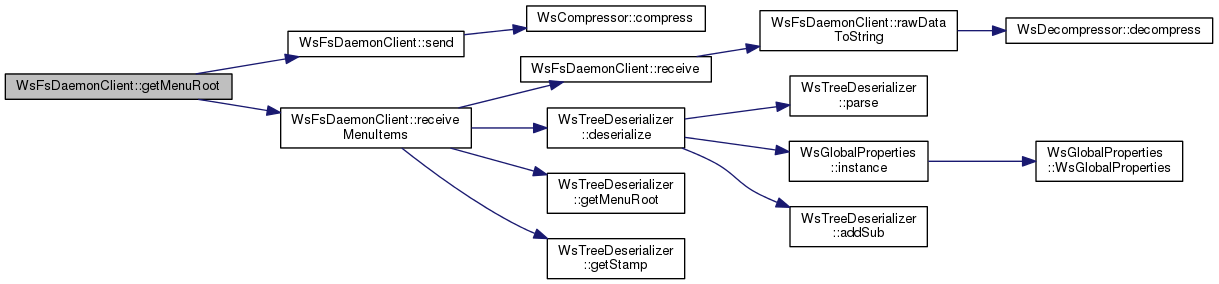 WsFsDaemonClient::getMenuRoot
WsFsDaemonClient::send
WsCompressor::compress
WsFsDaemonClient::receive
MenuItems
WsFsDaemonClient::receive
WsFsDaemonClient::rawData
ToString
WsDecompressor::decompress
WsTreeDeserializer
::deserialize
WsTreeDeserializer
::parse
WsGlobalProperties
::instance
WsGlobalProperties
::WsGlobalProperties
WsTreeDeserializer
::addSub
WsTreeDeserializer
::getMenuRoot
WsTreeDeserializer
::getStamp